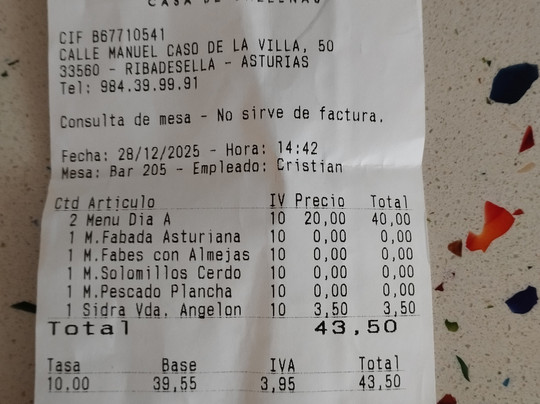 CIF B67710541
CALLE MANUEL CASO DE LA VILLA, 50
33560 - RIBADESELLA - ASTURIAS
Tel: 984.39.99.91
Consulta de mesa - No sirve de factura.
Fecha: 28/12/2025 - Hora: 14:42
Mesa: Bar 205 - Empleado: Cristian
Ctd Articulo IV Precio Total
2 Menu Dia A 10 20,00 40,00
1 M.Fabada Asturiana 10 0,00 0,00
1 M.Fabes con Almejas 10 0,00 0,00
1 M.Solomillos Cerdo 10 0,00 0,00
1 M.Pescado Plancha 10 0,00 0,00
1 Sidra Vda. Angelon 10 3,50 3,50
Total 43,50
Tasa Base IVA Total
10.00 39,55 3,95 43,50